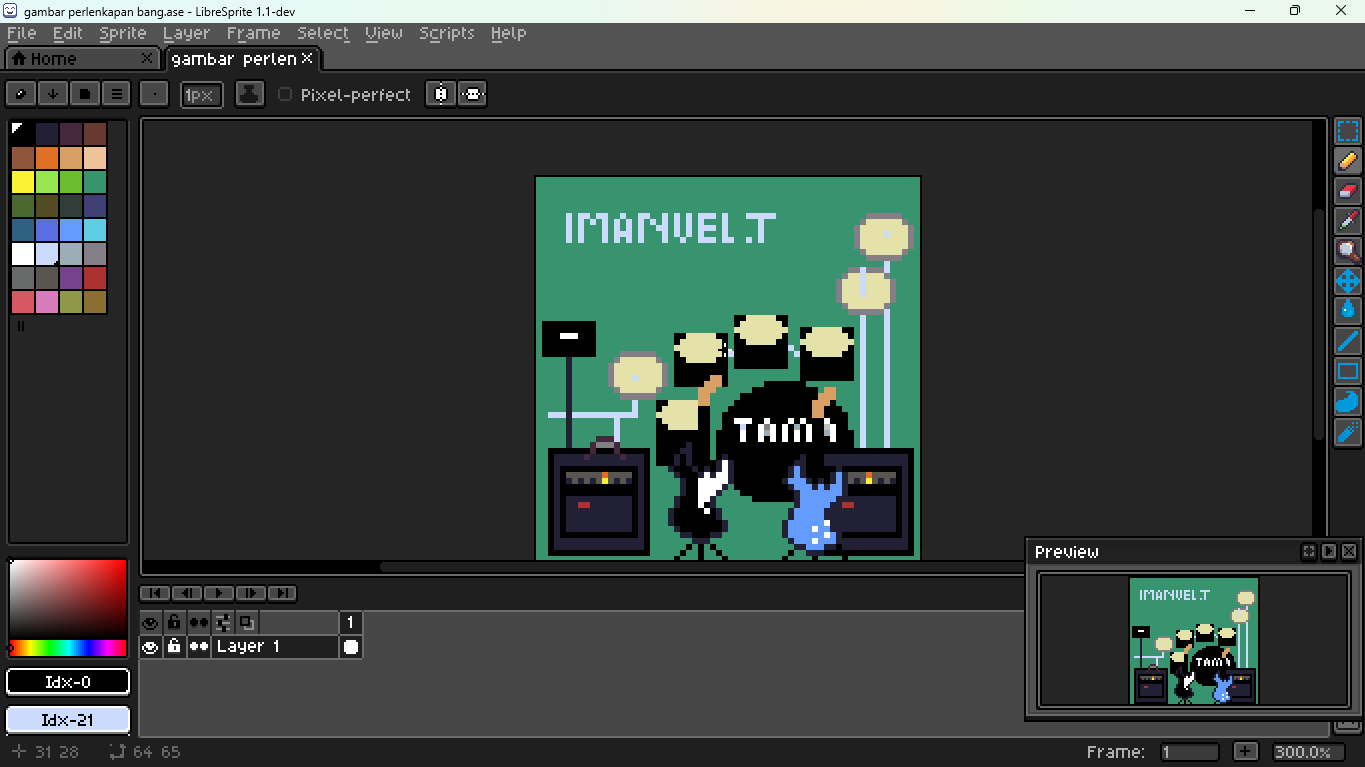 gambar perlenkapan bang.ase - LibreSprite 1.1-dev
File Edit Sprite Layer Frame Select View Scripts Help
Home gambar perlen
1px Pixel-perfect
IMANVEL.T
TAMA
Preview
IMANVEL.T
TAMA
1
Layer 1
Idx-0
Idx-21
31 28 64 65 Frame: 1 + 300.0%